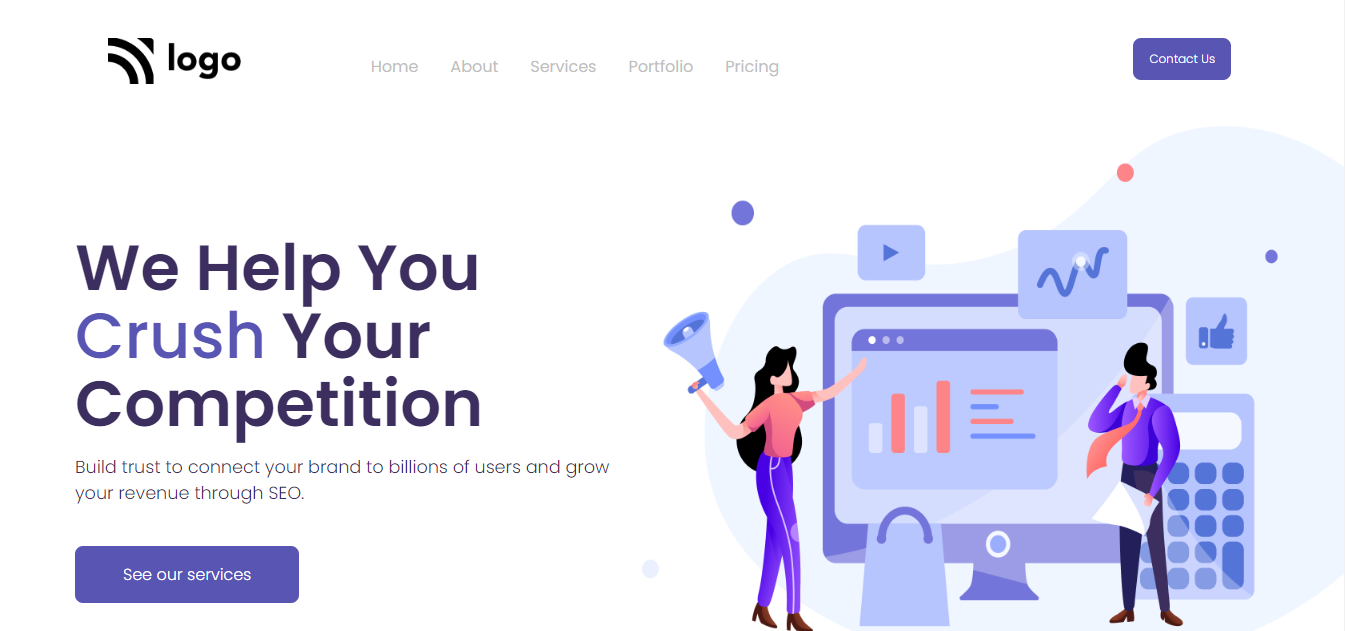 logo
Home About Services Portfolio Pricing
Contact Us
We Help You
Crush Your
Competition
Build trust to connect your brand to billions of users and grow
your revenue through SEO.
See our services